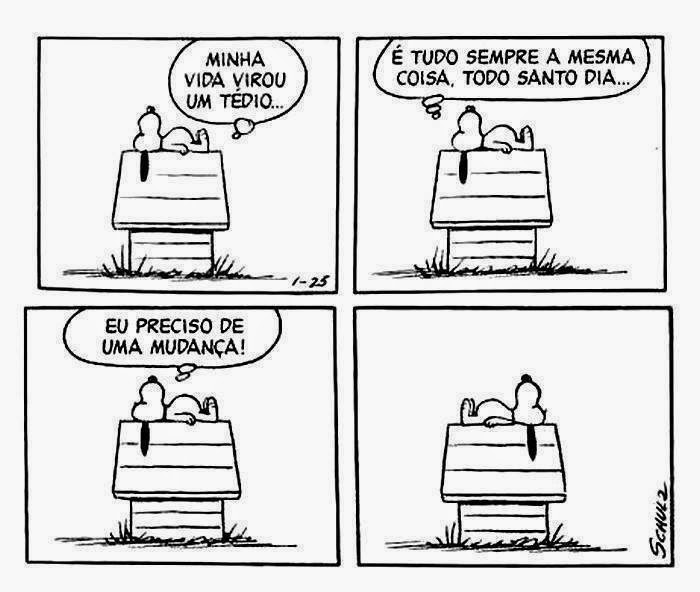 MINHA
VIDA VIROU
UM TÉDIO...
1-25
É TUDO SEMPRE A MESMA
COISA, TODO SANTO DIA...
EU PRECISO DE
UMA MUDANÇA!
SCHULZ